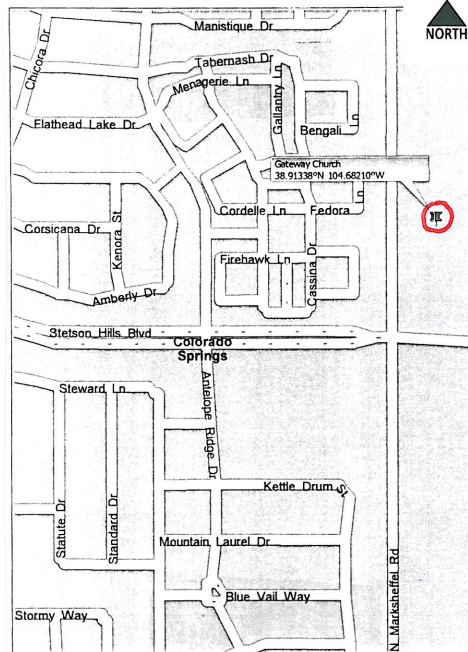 NORTH
Manistique Dr
Chicora Dr
Tabernash Dr
Menagerie Ln
Gallantry Ln
Flathead Lake Dr
Bengali Ln
Gateway Church
38.91338°N 104.68210°W
Cordelle Ln
Fedora Ln
Corsicana Dr
Kenora St
Firehawk Ln
Cassina Dr
Amberly Dr
Stetson Hills Blvd
Colorado
Springs
Steward Ln
Antelope Ridge Dr
Kettle Drum St
Statute Dr
Standard Dr
Mountain Laurel Dr
Blue Vail Way
N Marksheffel Rd
Stormy Way